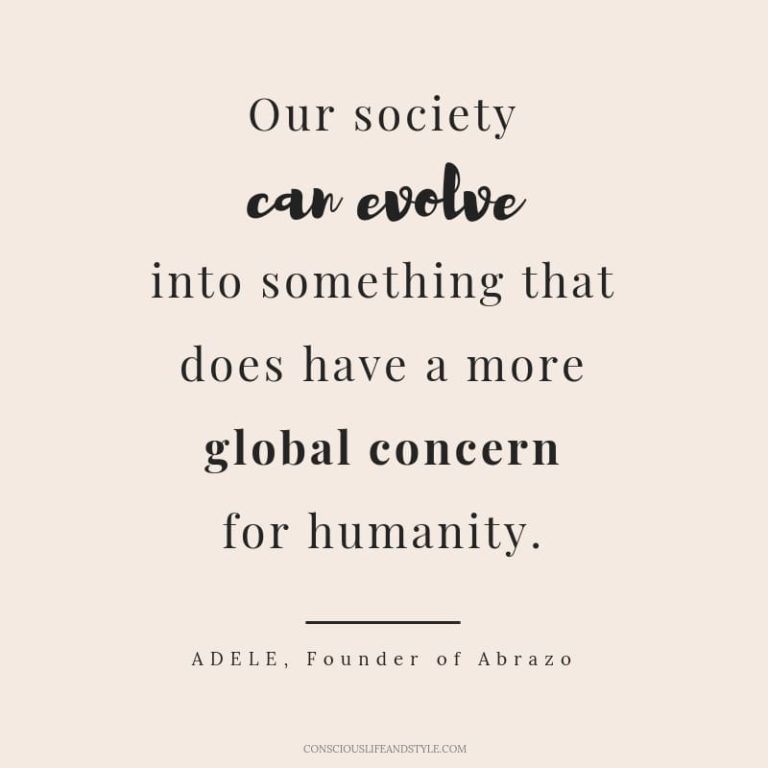 Our society
can evolve
into something that
does have a more
global concern
for humanity.
ADELE, Founder of Abrazo
CONSCIOUSLIFEANDSTYLE.COM